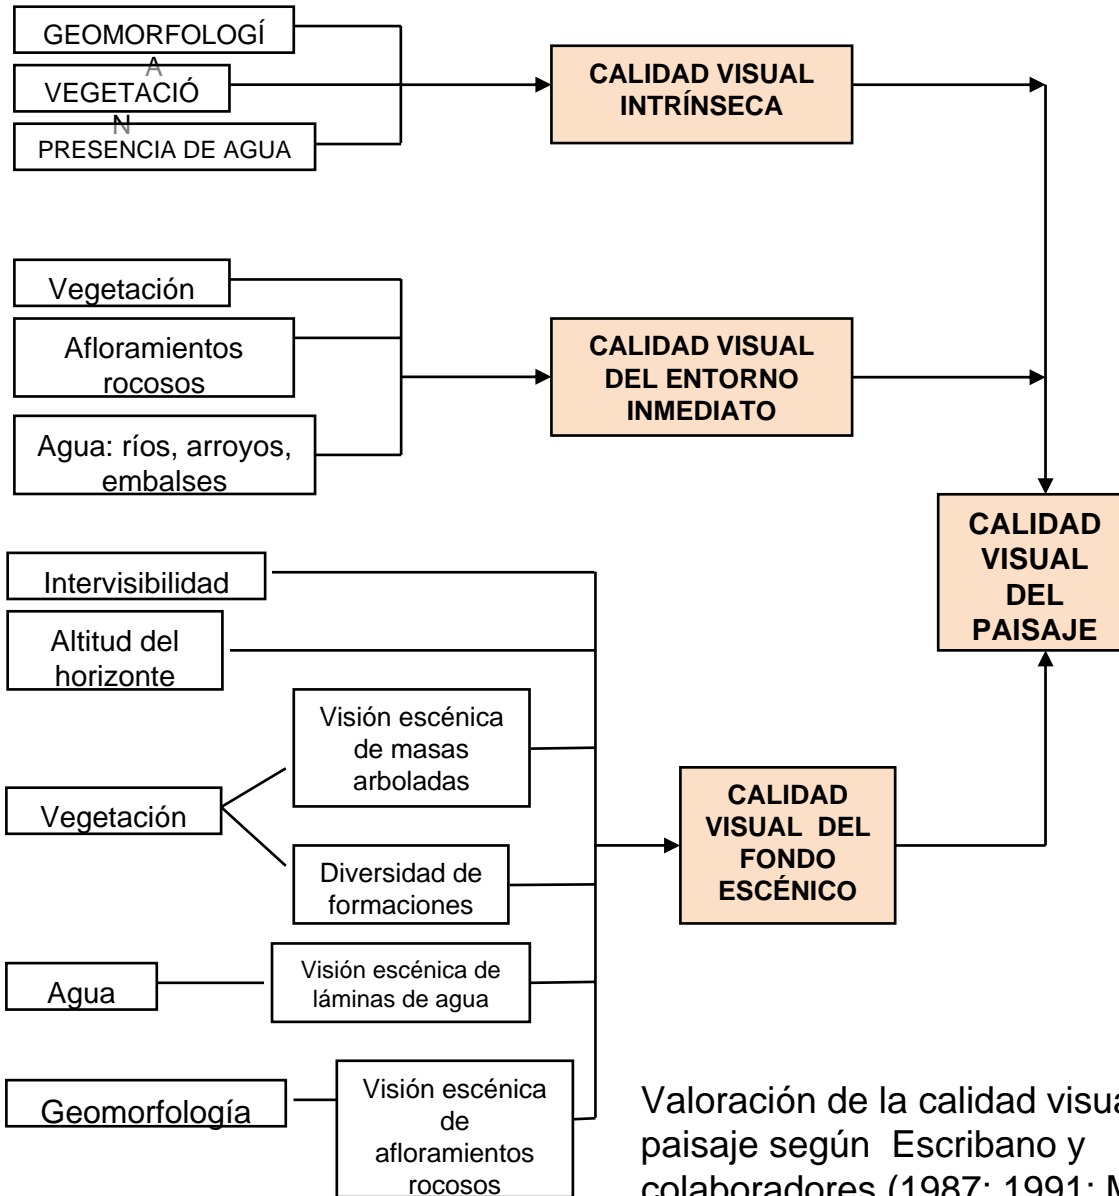 GEOMORFOLOGÍ
A
VEGETACIÓ
N
PRESENCIA DE AGUA
CALIDAD VISUAL
INTRÍNSECA
Vegetación
Afloramientos
rocosos
Agua: ríos, arroyos,
embalses
CALIDAD VISUAL
DEL ENTORNO
INMEDIATO
CALIDAD
VISUAL
DEL
PAISAJE
Intervisibilidad
Altitud del
horizonte
Vegetación
Visión escénica
de masas
arboladas
Diversidad de
formaciones
Agua
Visión escénica de
láminas de agua
Geomorfología
Visión escénica
de
afloramientos
rocosos
CALIDAD
VISUAL DEL
FONDO
ESCÉNICO
Valoración de la calidad visua
paisaje según Escribano y
colaboradores (1987; 1991; M